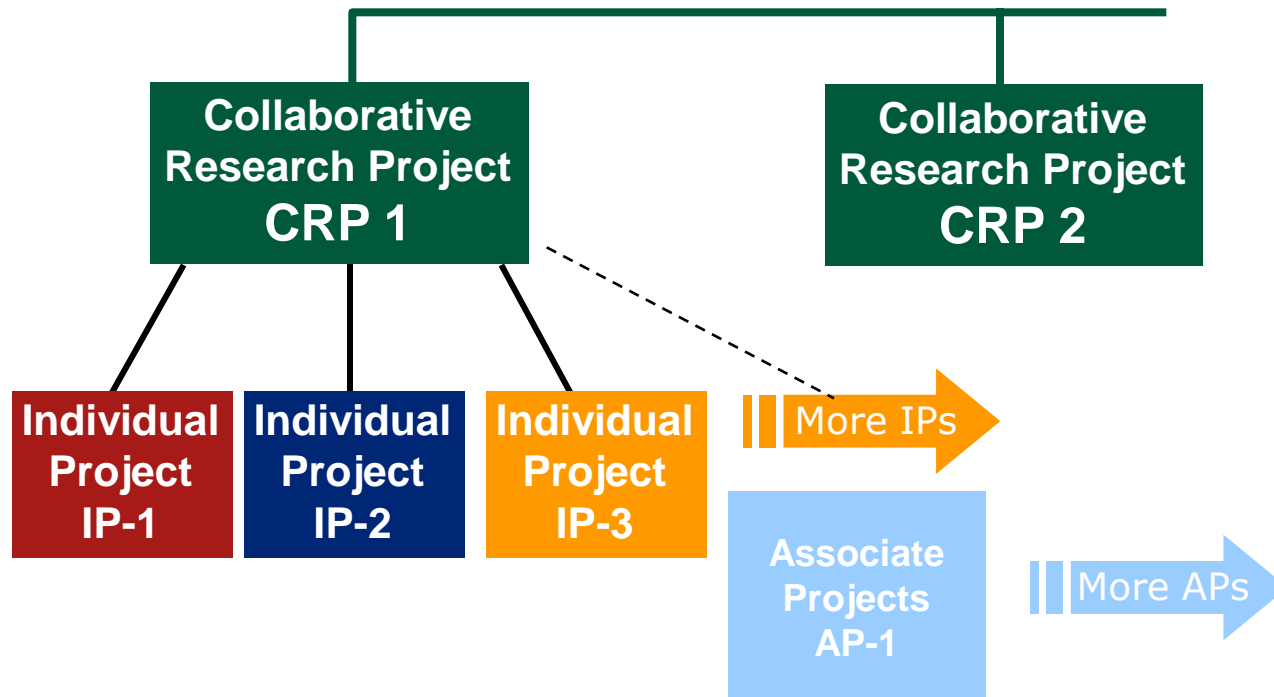 Collaborative
Research Project
CRP 1
Collaborative
Research Project
CRP 2
Individual
Project
IP-1
Individual
Project
IP-2
Individual
Project
IP-3
More IPs
Associate
Projects
AP-1
More APs